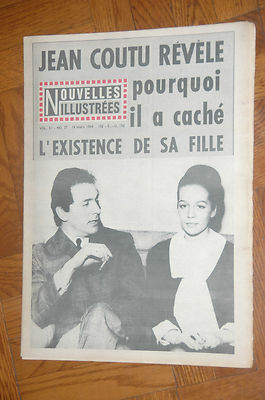 JEAN COUTU RÉVÈLE
NOUVELLES
ILLUSTRÉES
pourquoi
il a caché
L'EXISTENCE DE SA FILLE